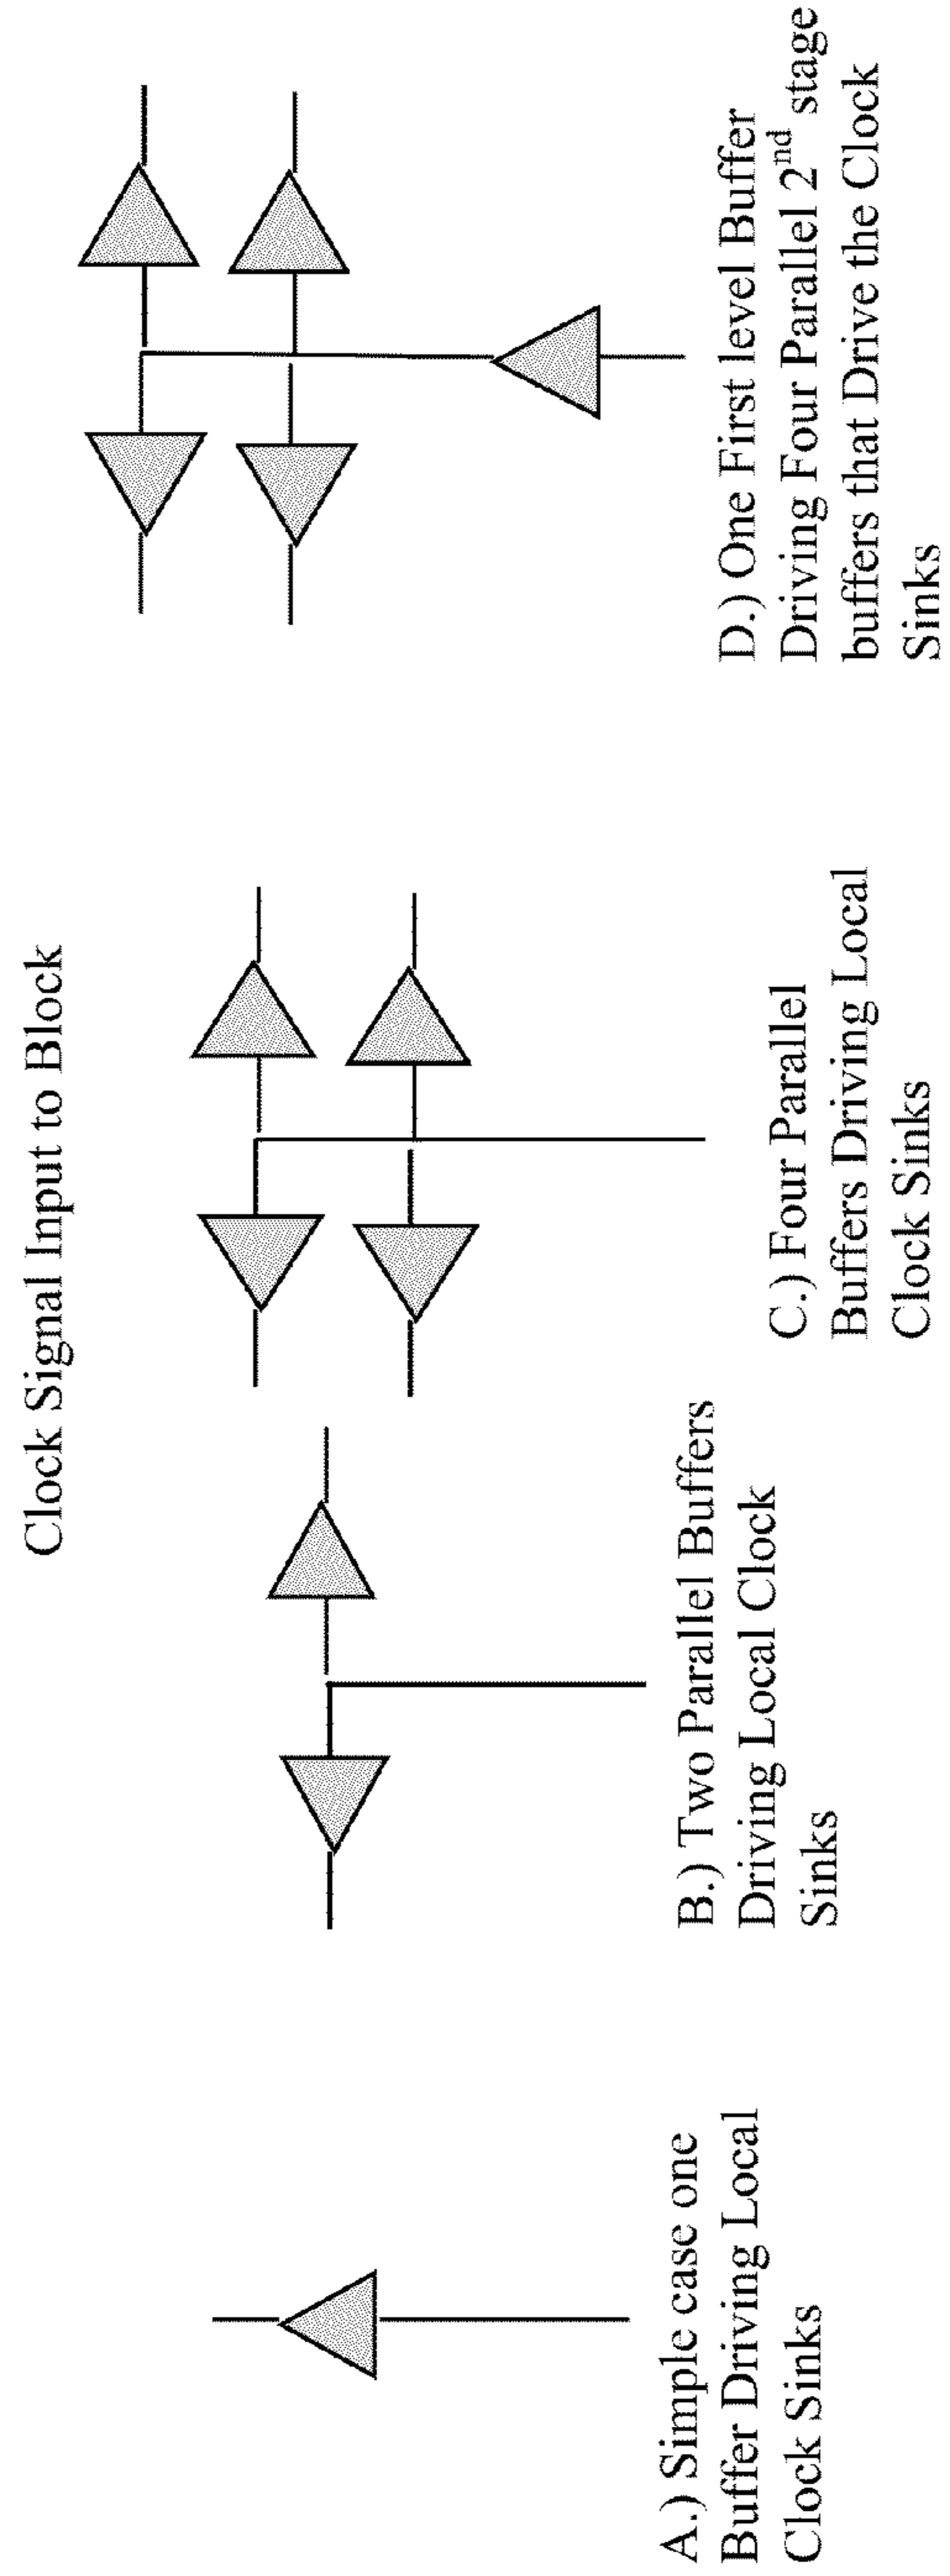 Clock Signal Input to Block
A.) Simple case one
Buffer Driving Local
Clock Sinks
B.) Two Parallel Buffers
Driving Local Clock
Sinks
C.) Four Parallel
Buffers Driving Local
Clock Sinks
D.) One First level Buffer
Driving Four Parallel 2nd stage
buffers that Drive the Clock
Sinks